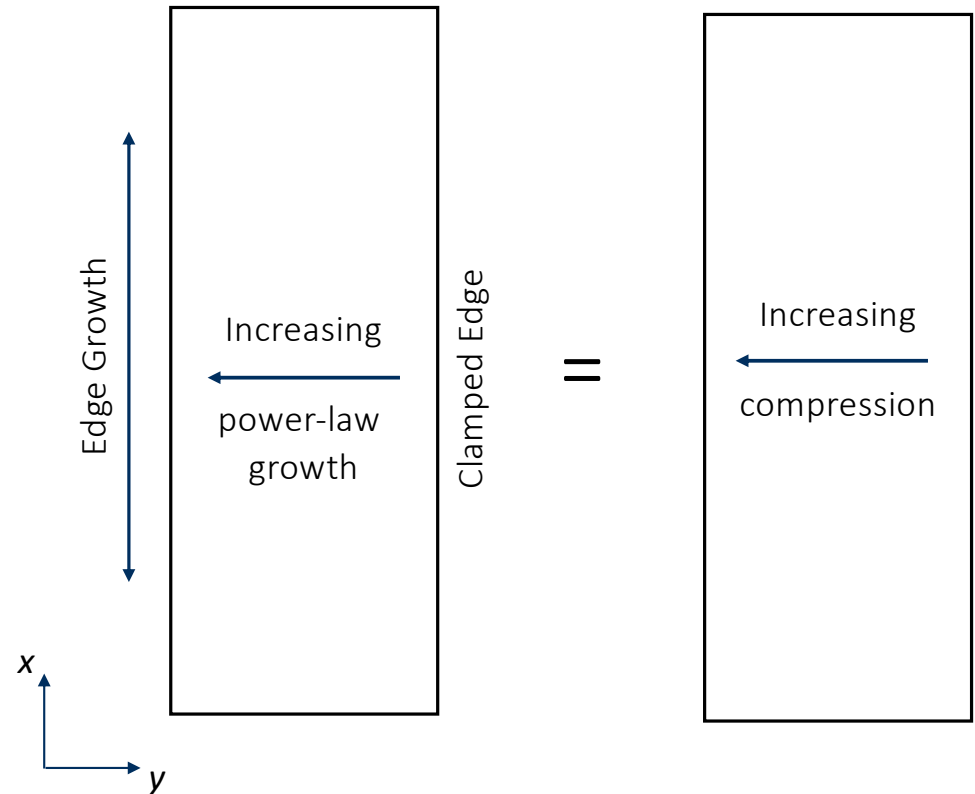 Edge Growth
Increasing
power-law
growth
Clamped Edge
=
Increasing
compression
x
y